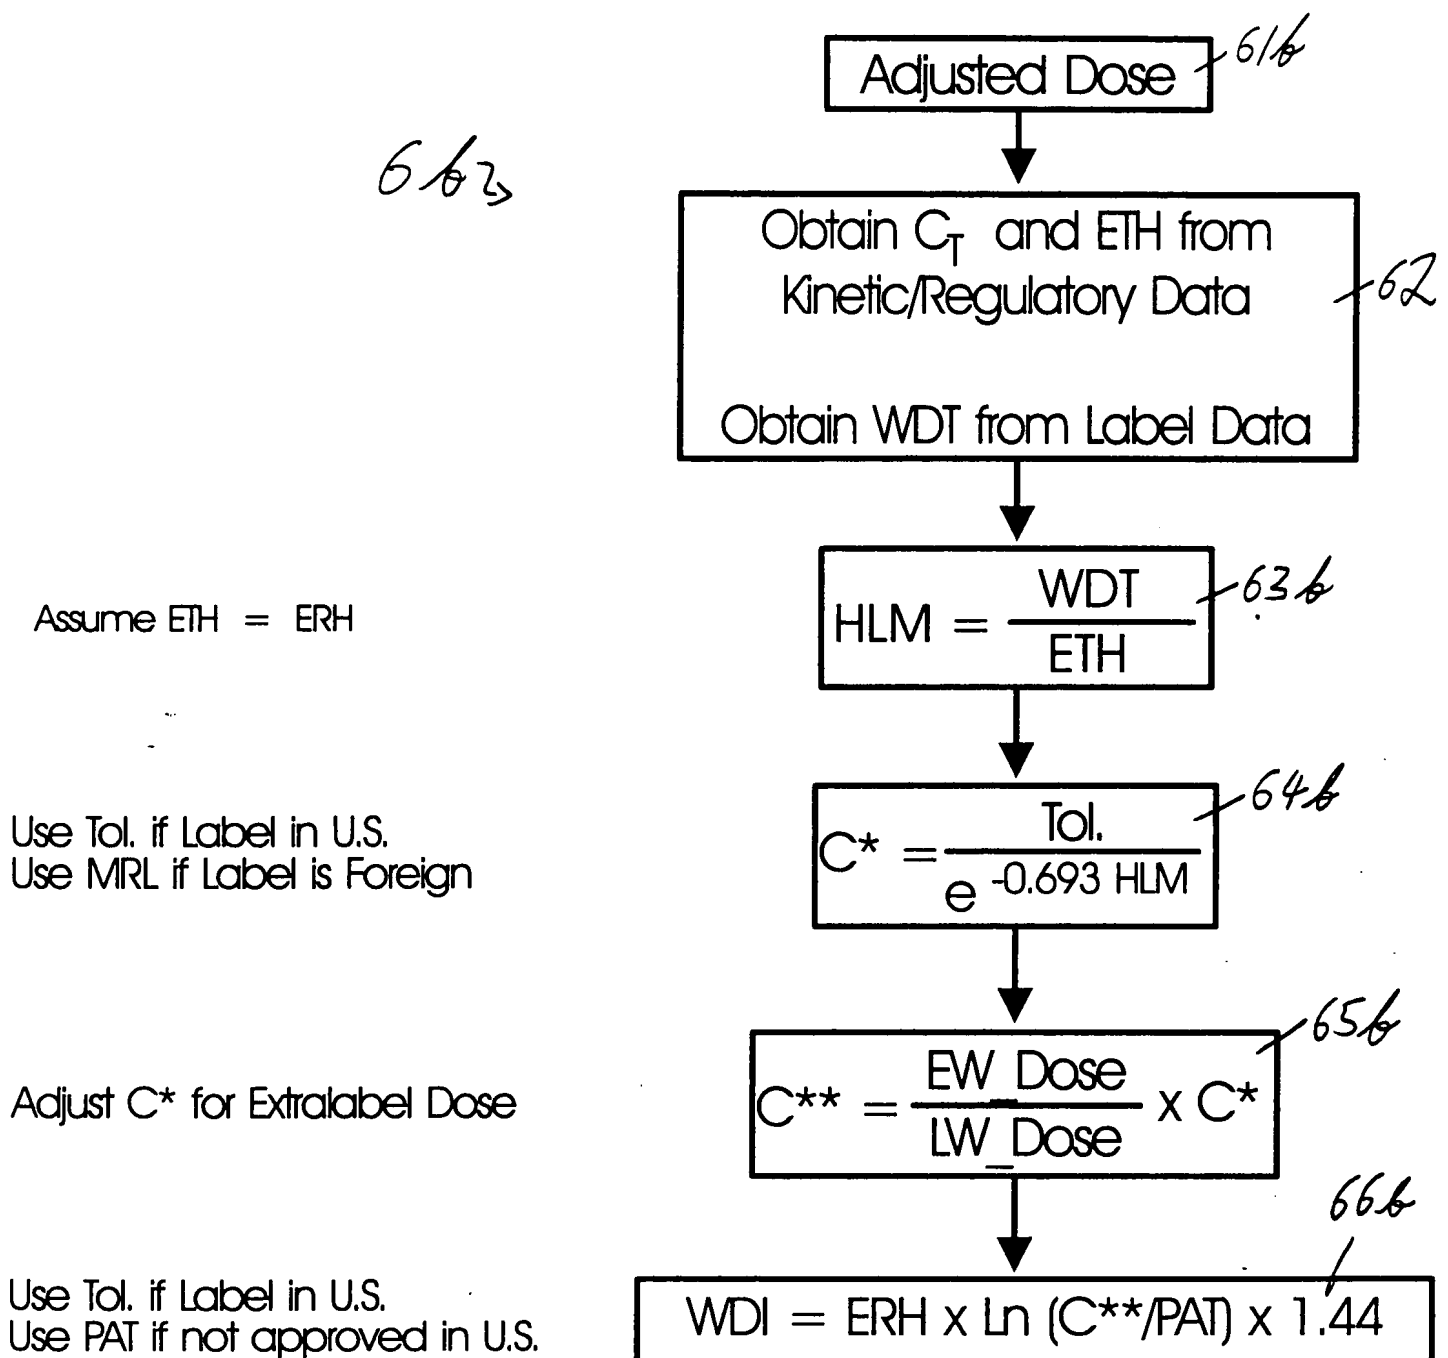 Adjusted Dose
61b
6b
Obtain C_T and ETH from
Kinetic/Regulatory Data
62
Obtain WDT from Label Data
Assume ETH = ERH
HLM = WDT / ETH
63b
Use Tol. if Label in U.S.
Use MRL if Label is Foreign
C* = Tol. / e^-0.693 HLM
64b
Adjust C* for Extralabel Dose
C** = EW_Dose / LW_Dose x C*
65b
66b
Use Tol. if Label in U.S.
Use PAT if not approved in U.S.
WDI = ERH x Ln (C**/PAT) x 1.44